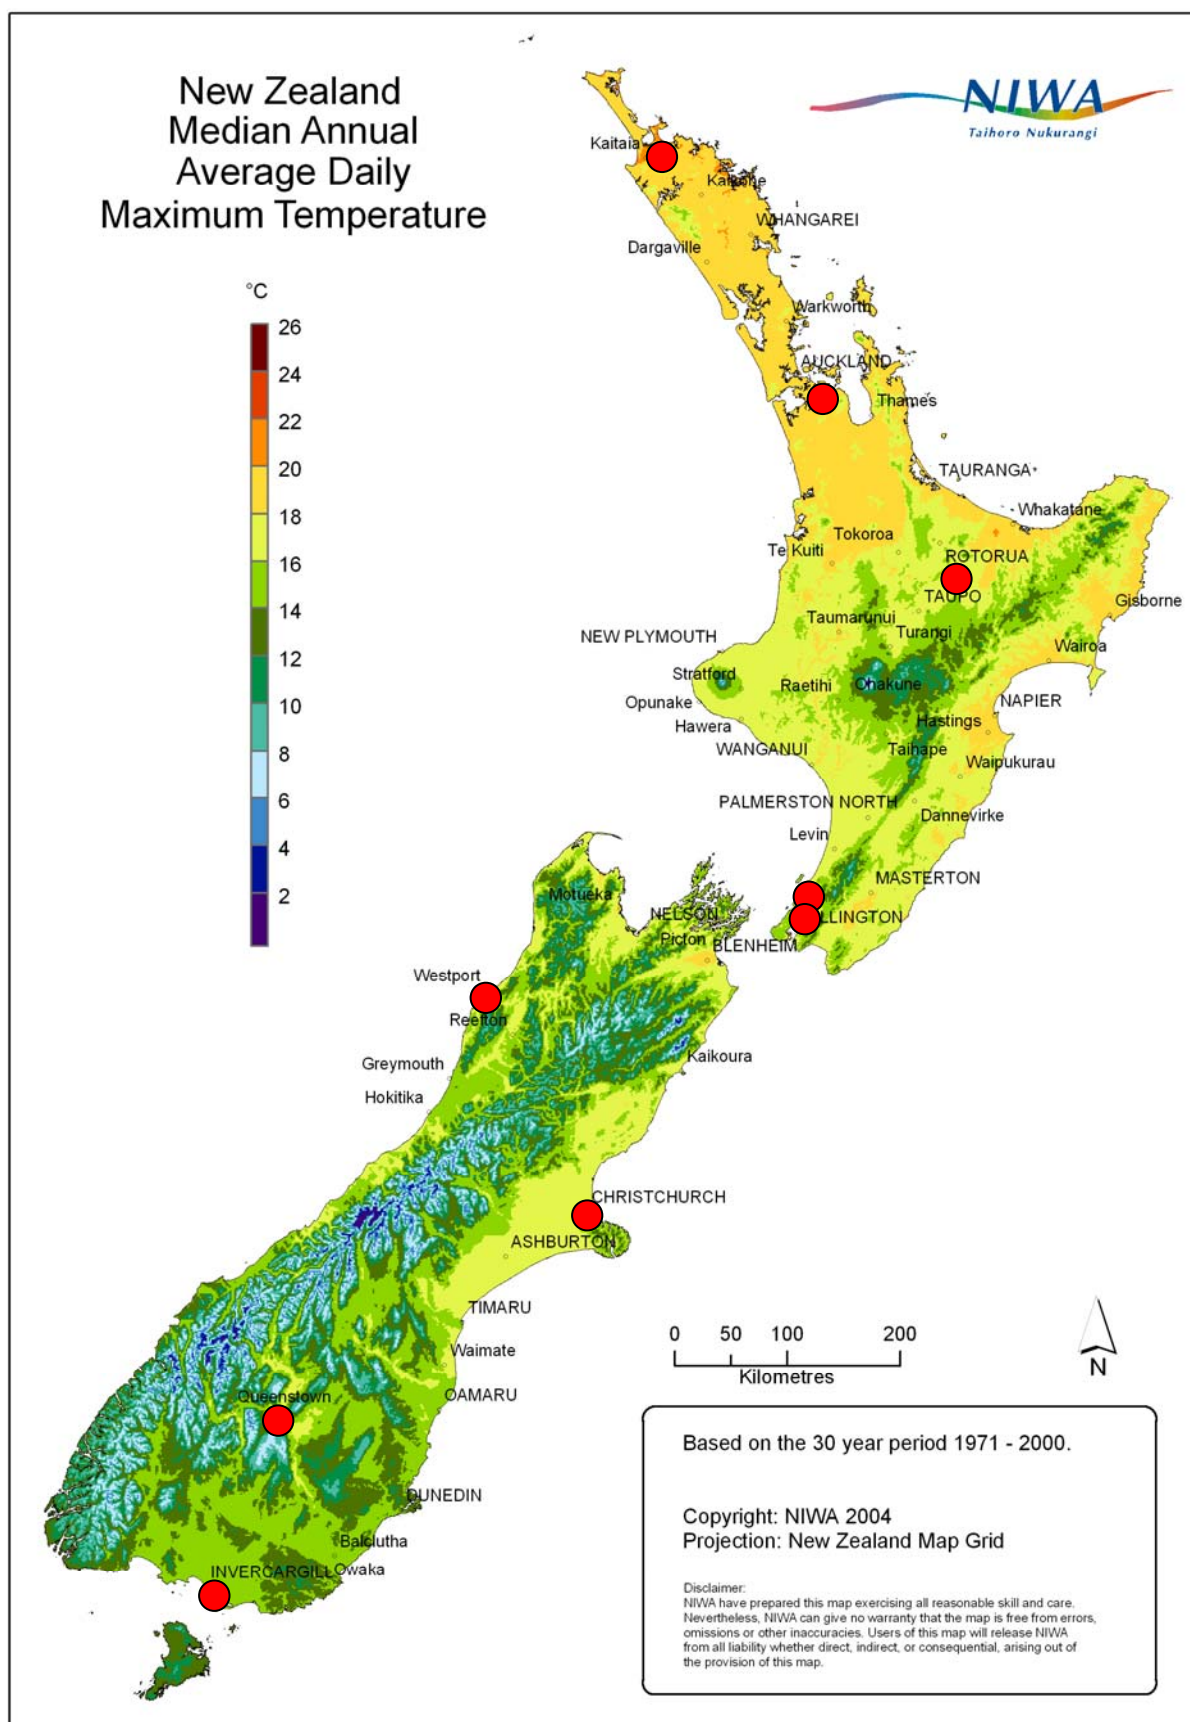 New Zealand
Median Annual
Average Daily
Maximum Temperature
NIWA
Taihoro Nukurangi
°C
26
24
22
20
18
16
14
12
10
8
6
4
2
Kaitaia
Kaikohe
WHANGAREI
Dargaville
Warkworth
AUCKLAND
Thames
TAURANGA
Whakatane
Tokoroa
Te Kuiti
ROTORUA
TAUPO
Gisborne
Taumarunui
Turangi
NEW PLYMOUTH
Wairoa
Stratford
Raetihi
Ohakune
Opunake
NAPIER
Hawera
Hastings
WANGANUI
Taihape
Waipukurau
PALMERSTON NORTH
Dannevirke
Levin
MASTERTON
Motueka
NELSON
LLINGTON
Picton
BLENHEIM
Westport
Reefton
Kaikoura
Greymouth
Hokitika
CHRISTCHURCH
ASHBURTON
TIMARU
Waimate
Queenstown
OAMARU
DUNEDIN
Balclutha
INVERCARGILL
Owaka
0 50 100 200
Kilometres
N
Based on the 30 year period 1971 - 2000.
Copyright: NIWA 2004
Projection: New Zealand Map Grid
Disclaimer:
NIWA have prepared this map exercising all reasonable skill and care.
Nevertheless, NIWA can give no warranty that the map is free from errors,
omissions or other inaccuracies. Users of this map will release NIWA
from all liability whether direct, indirect, or consequential, arising out of
the provision of this map.